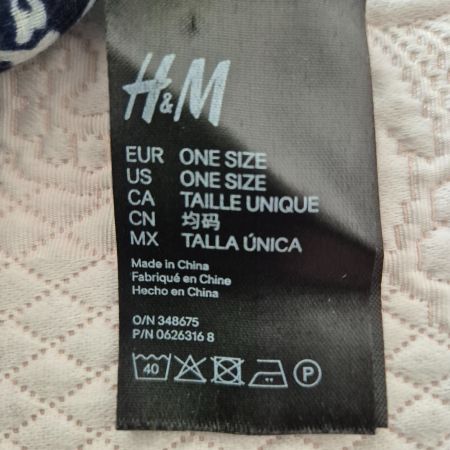 H&M
EUR ONE SIZE
US ONE SIZE
CA TAILLE UNIQUE
CN 均码
MX TALLA ÚNICA
Made in China
Fabriqué en Chine
Hecho en China
O/N 348675
P/N 0626316 8
40 P